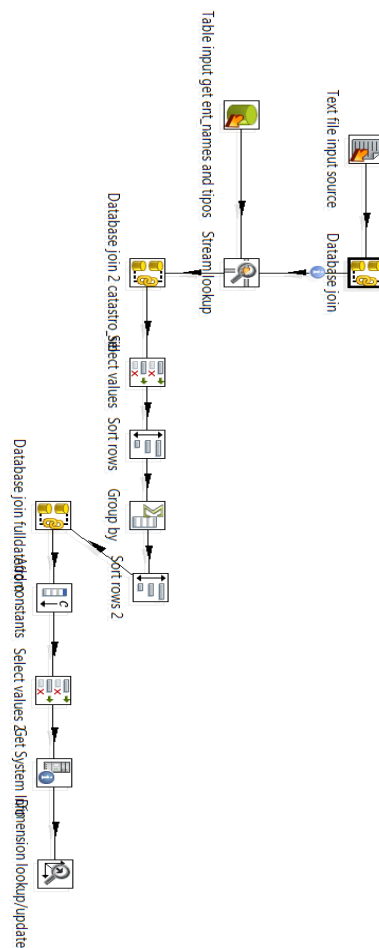 Text file input source
Database join
Table input get ent_names and tipos
Stream lookup
Database join 2 catastro_
Select values
Sort rows
Group by
Sort rows 2
Database join fulldate
Add constants
Select values 2
Get System Info
Dimension lookup/update